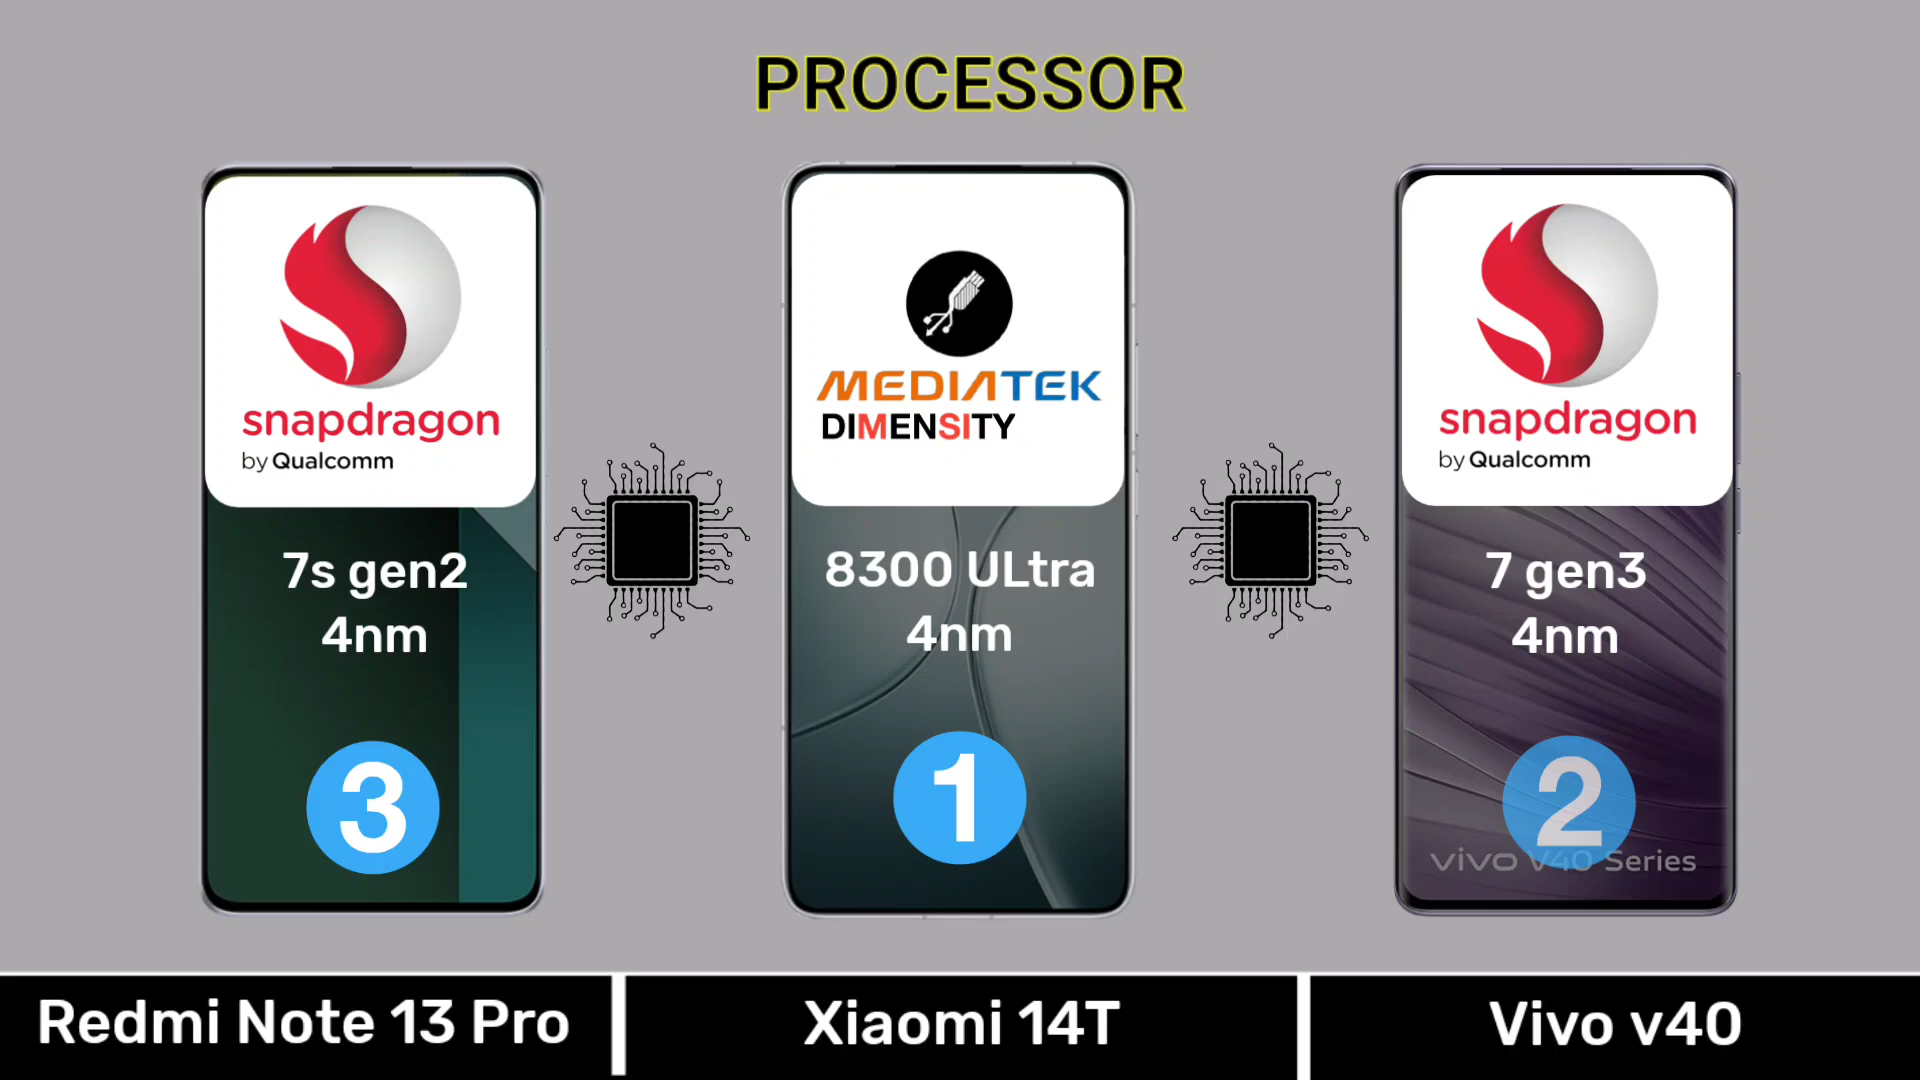 PROCESSOR
snapdragon
by Qualcomm
7s gen2
4nm
3
MEDIATEK
DIMENSITY
8300 ULtra
4nm
1
snapdragon
by Qualcomm
7 gen3
4nm
2
vivo V40 Series
Redmi Note 13 Pro
Xiaomi 14T
Vivo v40